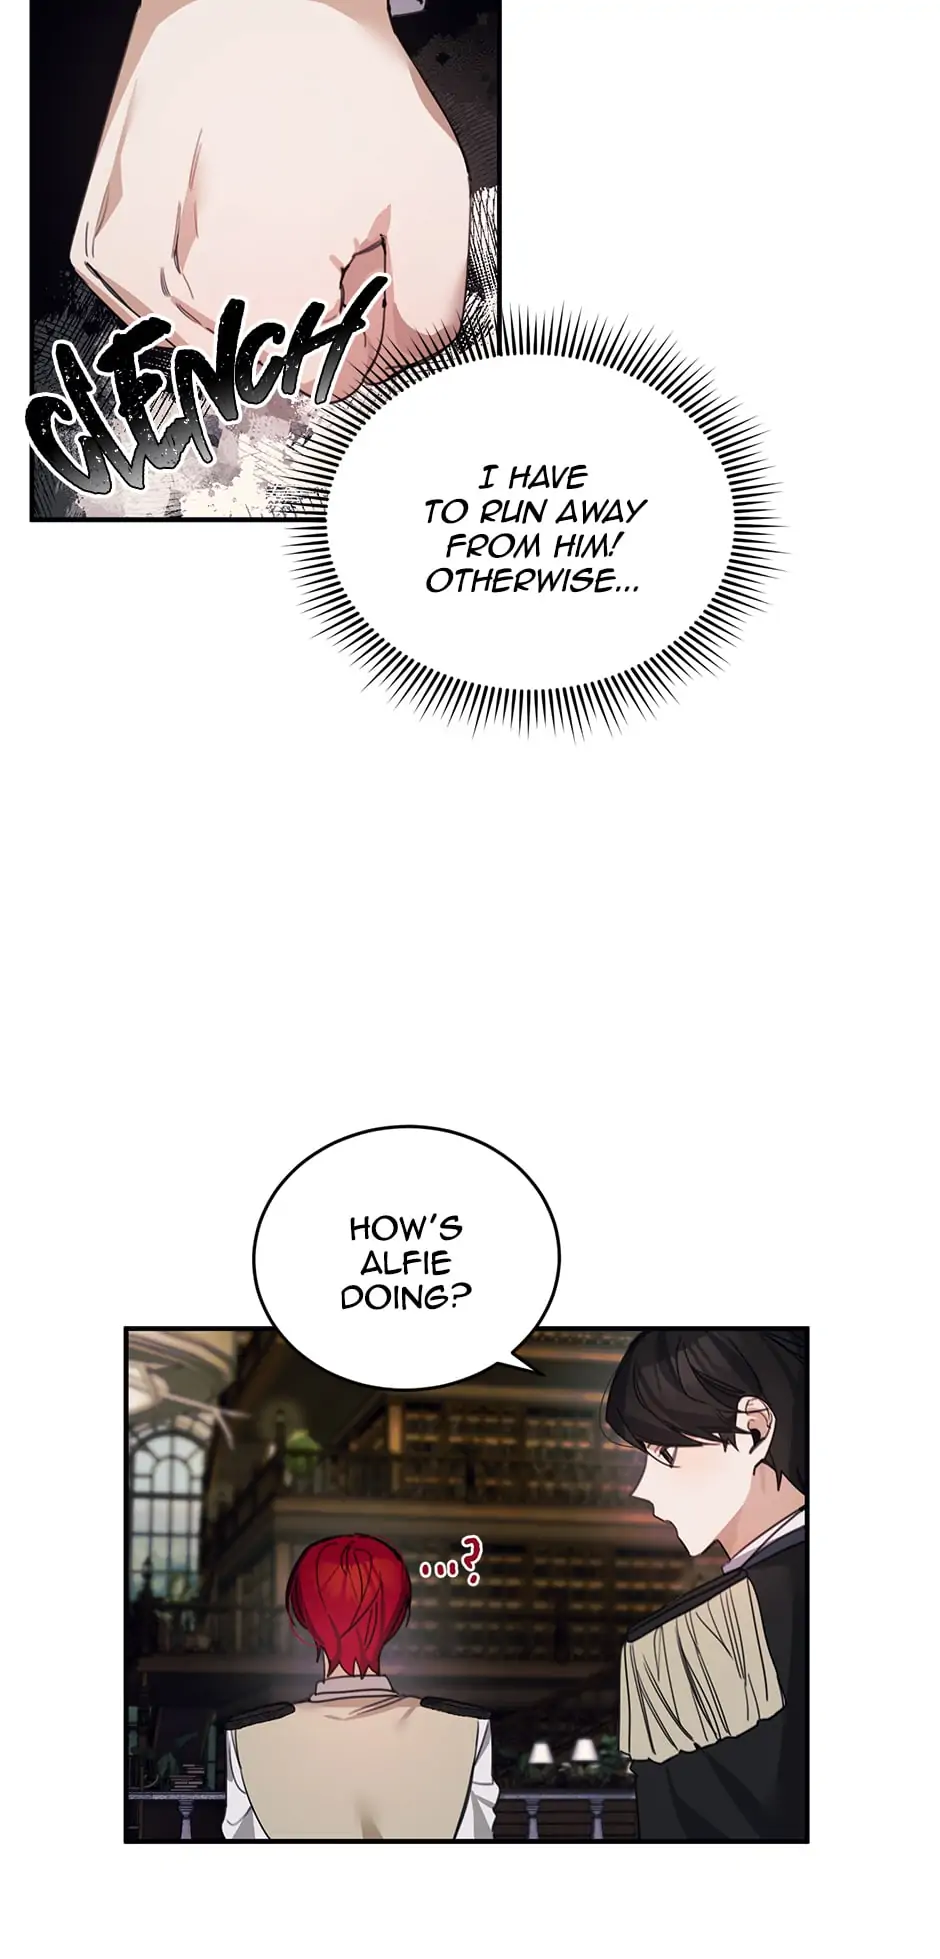 CLENCH
I HAVE
TO RUN AWAY
FROM HIM!
OTHERWISE...
HOW'S
ALFIE
DOING?
...?